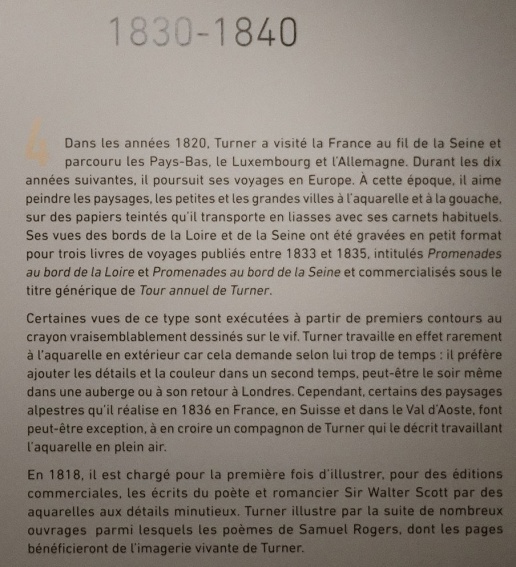 1830-1840
4
Dans les années 1820, Turner a visité la France au fil de la Seine et
parcouru les Pays-Bas, le Luxembourg et l'Allemagne. Durant les dix
années suivantes, il poursuit ses voyages en Europe. À cette époque, il aime
peindre les paysages, les petites et les grandes villes à l'aquarelle et à la gouache,
sur des papiers teintés qu'il transporte en liasses avec ses carnets habituels.
Ses vues des bords de la Loire et de la Seine ont été gravées en petit format
pour trois livres de voyages publiés entre 1833 et 1835, intitulés Promenades
au bord de la Loire et Promenades au bord de la Seine et commercialisés sous le
titre générique de Tour annuel de Turner.
Certaines vues de ce type sont exécutées à partir de premiers contours au
crayon vraisemblablement dessinés sur le vif. Turner travaille en effet rarement
à l'aquarelle en extérieur car cela demande selon lui trop de temps : il préfère
ajouter les détails et la couleur dans un second temps, peut-être le soir même
dans une auberge ou à son retour à Londres. Cependant, certains des paysages
alpestres qu'il réalise en 1836 en France, en Suisse et dans le Val d'Aoste, font
peut-être exception, à en croire un compagnon de Turner qui le décrit travaillant
l'aquarelle en plein air.
En 1818, il est chargé pour la première fois d'illustrer, pour des éditions
commerciales, les écrits du poète et romancier Sir Walter Scott par des
aquarelles aux détails minutieux. Turner illustre par la suite de nombreux
ouvrages parmi lesquels les poèmes de Samuel Rogers, dont les pages
bénéficieront de l'imagerie vivante de Turner.